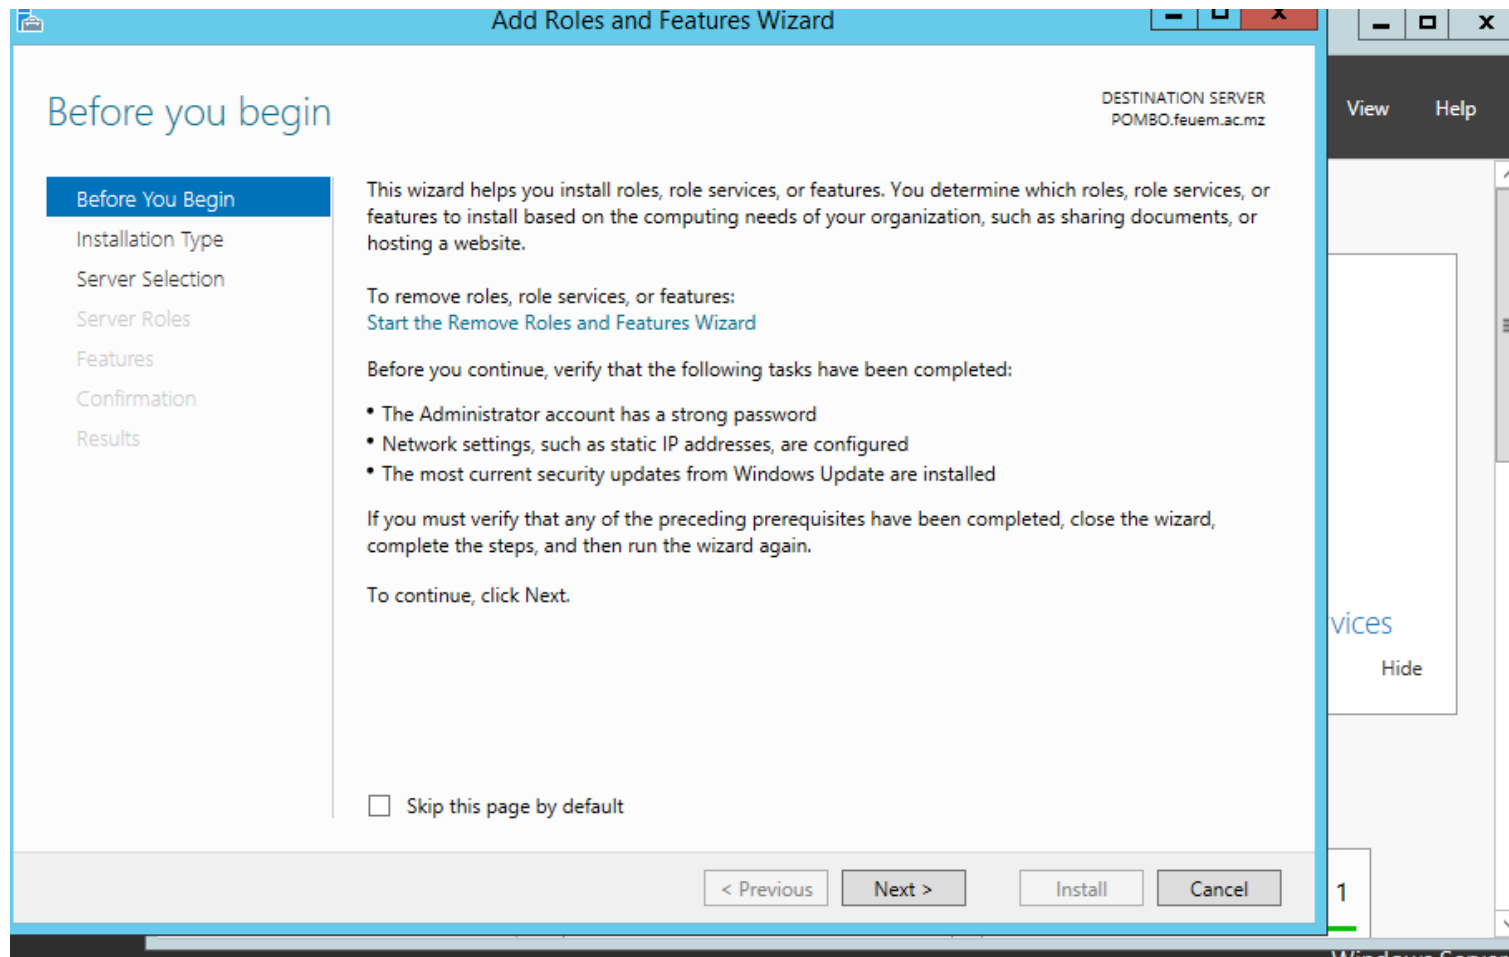 Add Roles and Features Wizard
Before you begin
DESTINATION SERVER
POMBO.feuem.ac.mz
View Help
Before You Begin
Installation Type
Server Selection
Server Roles
Features
Confirmation
Results
This wizard helps you install roles, role services, or features. You determine which roles, role services, or
features to install based on the computing needs of your organization, such as sharing documents, or
hosting a website.
To remove roles, role services, or features:
Start the Remove Roles and Features Wizard
Before you continue, verify that the following tasks have been completed:
• The Administrator account has a strong password
• Network settings, such as static IP addresses, are configured
• The most current security updates from Windows Update are installed
If you must verify that any of the preceding prerequisites have been completed, close the wizard,
complete the steps, and then run the wizard again.
To continue, click Next.
vices
Hide
Skip this page by default
< Previous
Next >
Install
Cancel
1
Windows Server